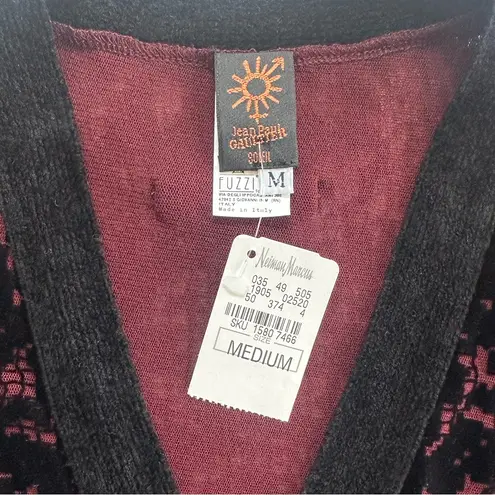 Jean Paul
GAULTIER
SOLEIL
FUZZI
M
ITALY
Made in Italy
Neiman Marcus
035 49 505
1905 02520
50 374 4
SKU 1580 7466
SIZE
MEDIUM